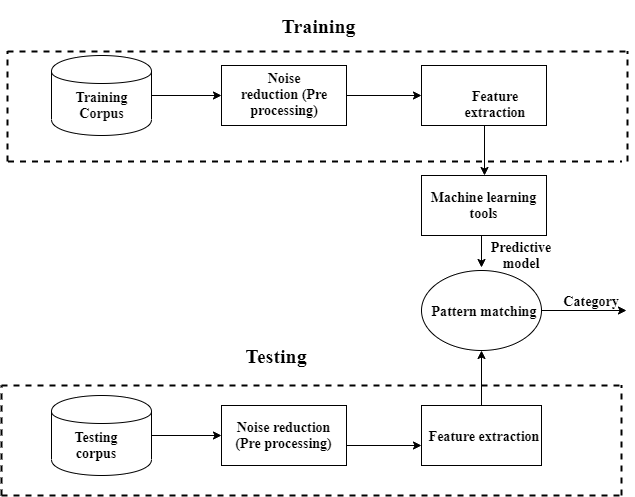 Training
Training
Corpus
Noise
reduction (Pre
processing)
Feature
extraction
Machine learning
tools
Predictive
model
Pattern matching
Category
Testing
Testing
corpus
Noise reduction
(Pre processing)
Feature extraction